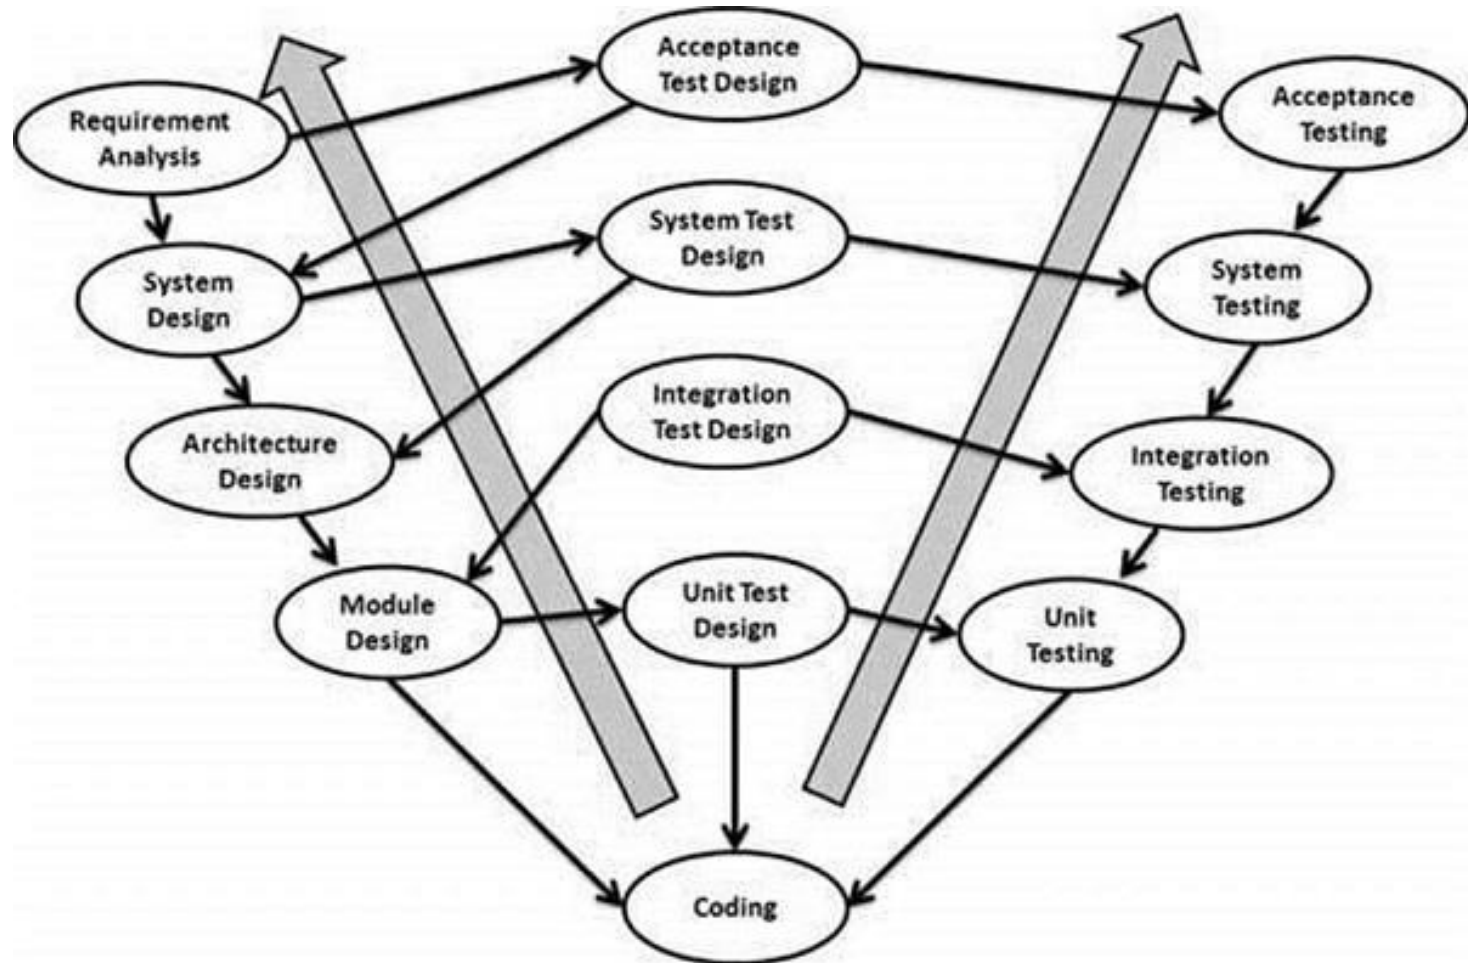 Acceptance
Test Design
Requirement
Analysis
Acceptance
Testing
System Test
Design
System
Design
System
Testing
Integration
Test Design
Architecture
Design
Integration
Testing
Module
Design
Unit Test
Design
Unit
Testing
Coding